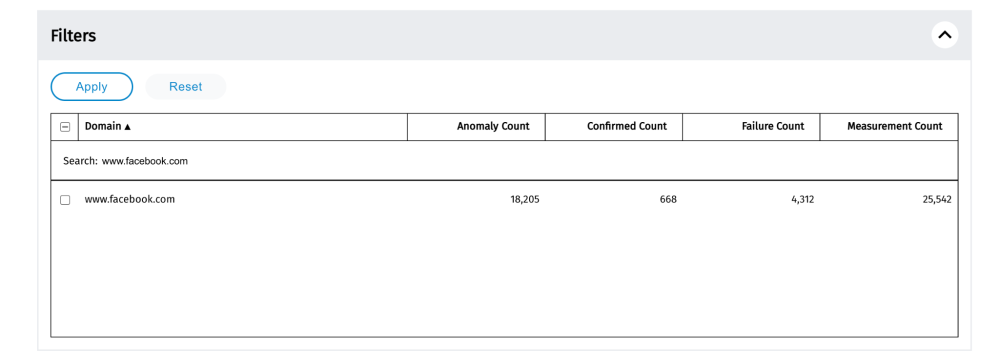 Filters
Apply Reset
Domain ▲ Anomaly Count Confirmed Count Failure Count Measurement Count
Search: www.facebook.com
www.facebook.com 18,205 668 4,312 25,542